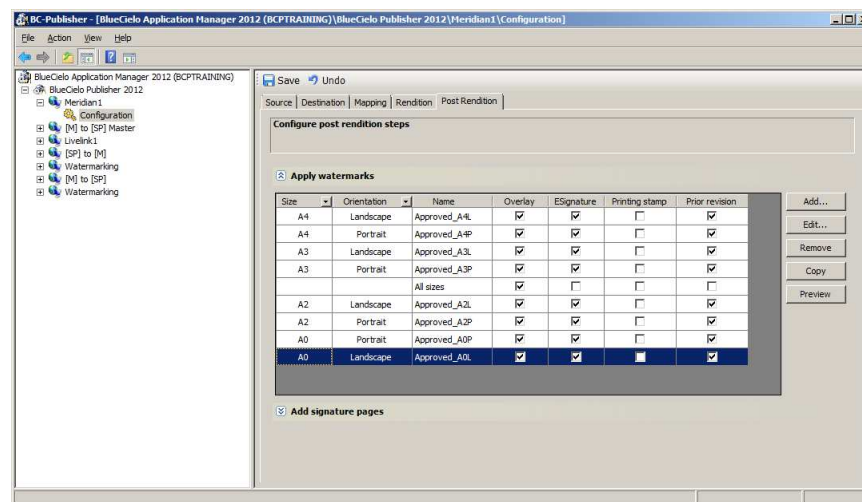 BC-Publisher - [BlueCielo Application Manager 2012 (BCPTRAINING)\BlueCielo Publisher 2012\Meridian1\Configuration]
File Action View Help
BlueCielo Application Manager 2012 (BCPTRAINING)
BlueCielo Publisher 2012
Meridian1
Configuration
[M] to [SP] Master
Livelink1
[SP] to [M]
Watermarking
[M] to [SP]
Watermarking
Save Undo
Source Destination Mapping Rendition Post Rendition
Configure post rendition steps
Apply watermarks
Size Orientation Name Overlay ESignature Printing stamp Prior revision
A4 Landscape Approved_A4L
A4 Portrait Approved_A4P
A3 Landscape Approved_A3L
A3 Portrait Approved_A3P
All sizes
A2 Landscape Approved_A2L
A2 Portrait Approved_A2P
A0 Portrait Approved_A0P
A0 Landscape Approved_A0L
Add...
Edit...
Remove
Copy
Preview
Add signature pages